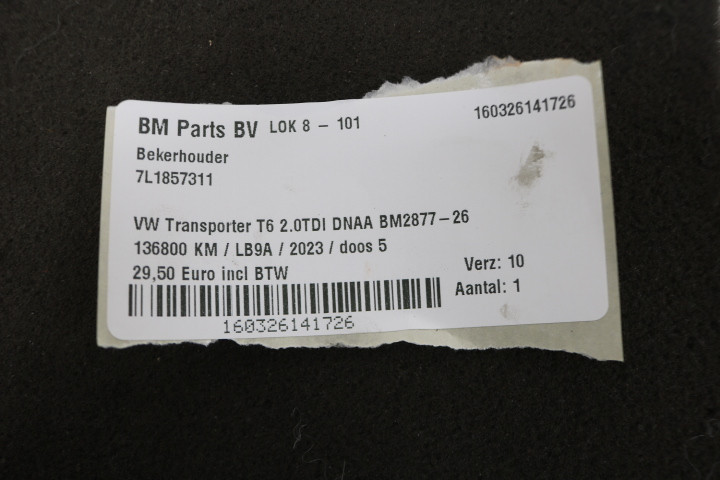 BM Parts BV LOK 8 - 101 160326141726
Bekerhouder
7L1857311
VW Transporter T6 2.0TDI DNAA BM2877-26
136800 KM / LB9A / 2023 / doos 5
29,50 Euro incl BTW Verz: 10
Aantal: 1
160326141726